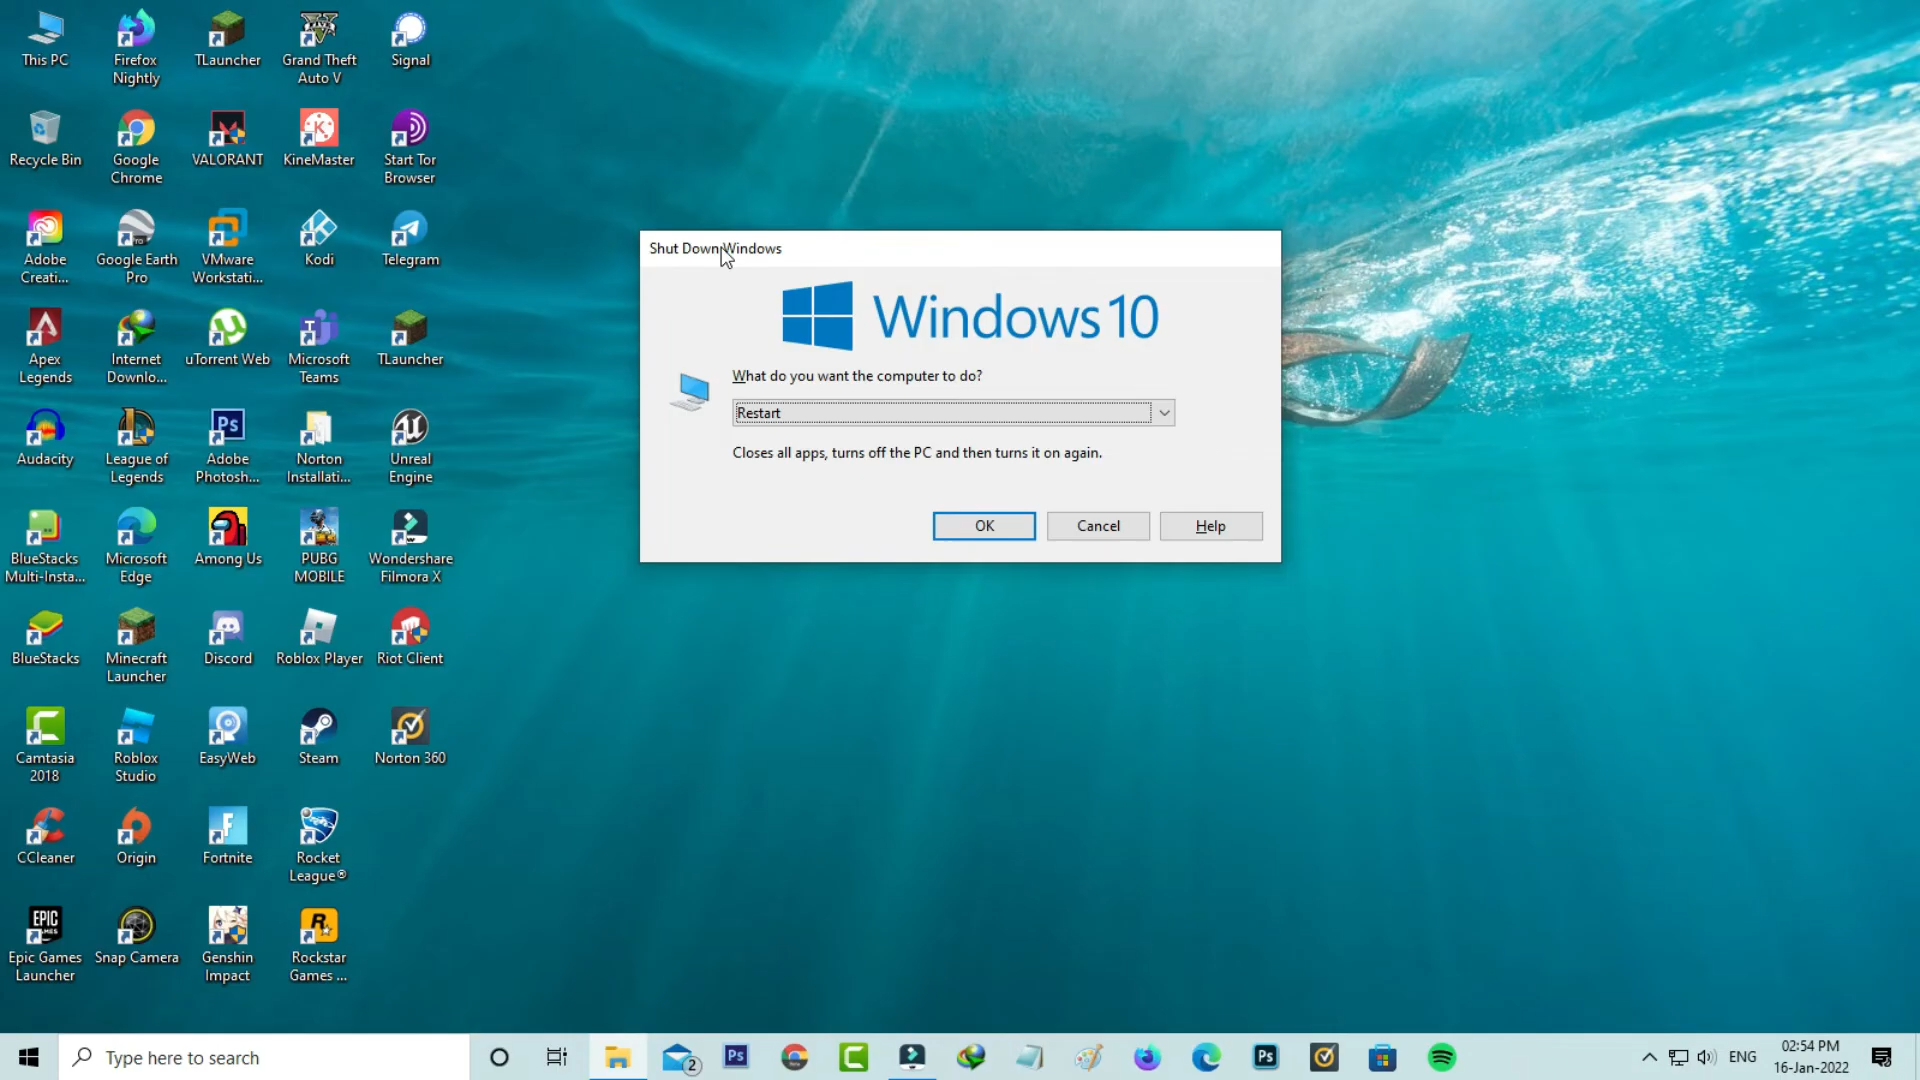 This PC
Firefox
Nightly
TLauncher
Grand Theft
Auto V
Signal
Recycle Bin
Google
Chrome
VALORANT
KineMaster
Start Tor
Browser
Adobe
Creati...
Google Earth
Pro
VMware
Workstati...
Kodi
Telegram
Apex
Legends
Internet
Downlo...
uTorrent Web
Microsoft
Teams
TLauncher
Audacity
League of
Legends
Adobe
Photosh...
Norton
Installati...
Unreal
Engine
BlueStacks
Multi-Insta...
Microsoft
Edge
Among Us
PUBG
MOBILE
Wondershare
Filmora X
BlueStacks
Minecraft
Launcher
Discord
Roblox Player
Riot Client
Camtasia
2018
Roblox
Studio
EasyWeb
Steam
Norton 360
CCleaner
Origin
Fortnite
Rocket
League®
Epic Games
Launcher
Snap Camera
Genshin
Impact
Rockstar
Games ...
Shut Down Windows
Windows 10
What do you want the computer to do?
Restart
Closes all apps, turns off the PC and then turns it on again.
OK
Cancel
Help
Type here to search
2
ENG
02:54 PM
16-Jan-2022